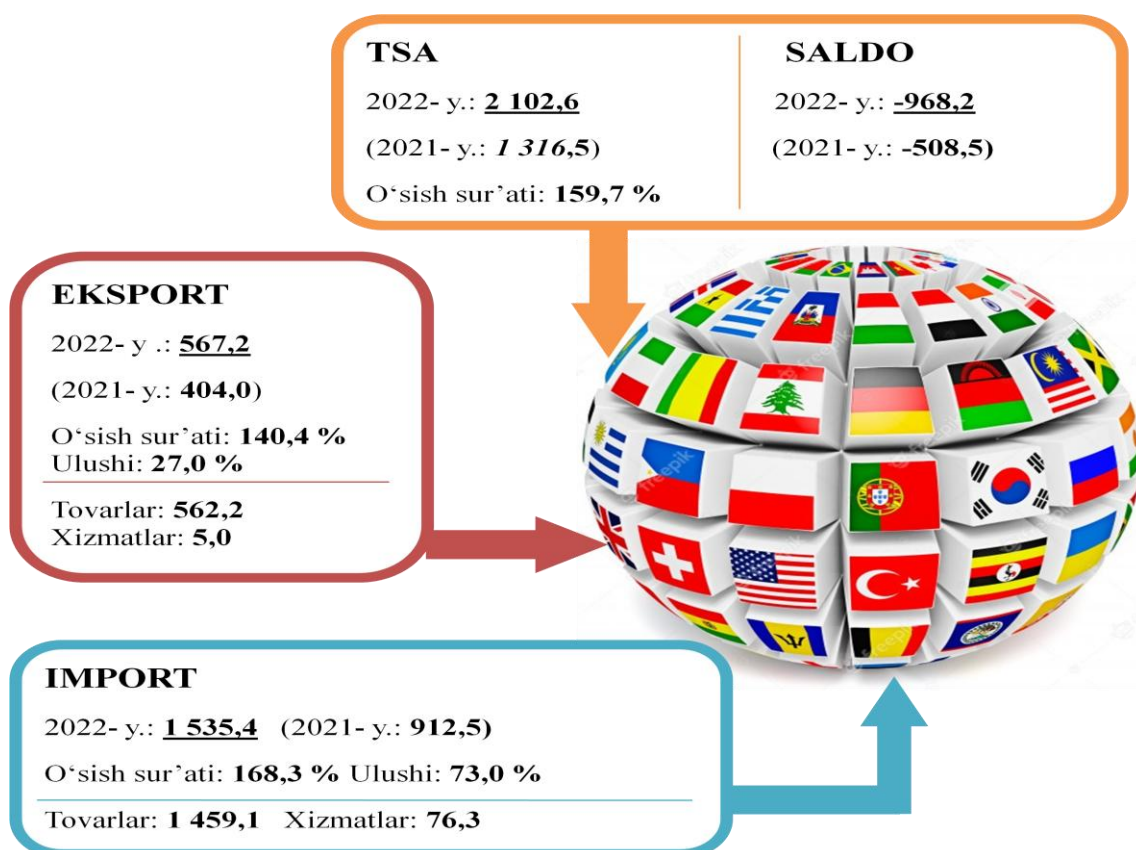 TSA
2022- y.: 2 102,6
(2021- y.: 1 316,5)
O‘sish sur’ati: 159,7 %
SALDO
2022- y.: -968,2
(2021- y.: -508,5)
EKSPORT
2022- y .: 567,2
(2021- y.: 404,0)
O‘sish sur’ati: 140,4 %
Ulushi: 27,0 %
Tovarlar: 562,2
Xizmatlar: 5,0
IMPORT
2022- y.: 1 535,4 (2021- y.: 912,5)
O‘sish sur’ati: 168,3 % Ulushi: 73,0 %
Tovarlar: 1 459,1 Xizmatlar: 76,3
freepik